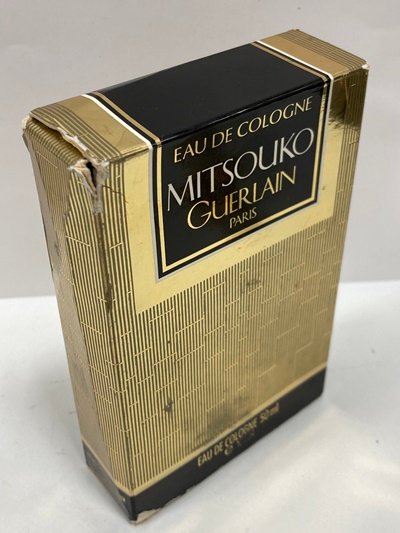 EAU DE COLOGNE
MITSOUKO
GUERLAIN
PARIS
EAU DE COLOGNE 50 ml